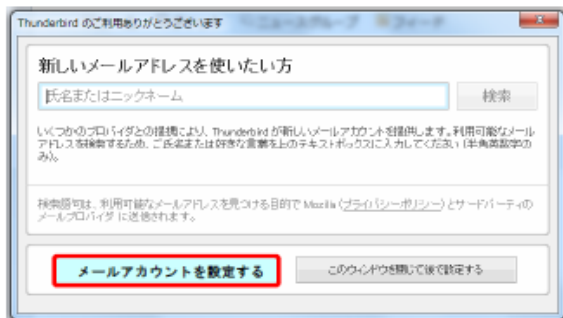 Thunderbird のご利用ありがとうございます
新しいメールアドレスを使いたい方
氏名またはニックネーム
検索
いくつかのプロバイダとの提携により、Thunderbird が新しいメールアカウントを提供します。利用可能なメール
アドレスを検索するため、ご氏名または好きな言葉を上のテキストボックスに入力してください (半角英数字の
み)。
検索語句は、利用可能なメールアドレスを見つける目的で Mozilla (プライバシーポリシー) とサードパーティの
メールプロバイダ に送信されます。
メールアカウントを設定する
このウィンドウを閉じて後で設定する